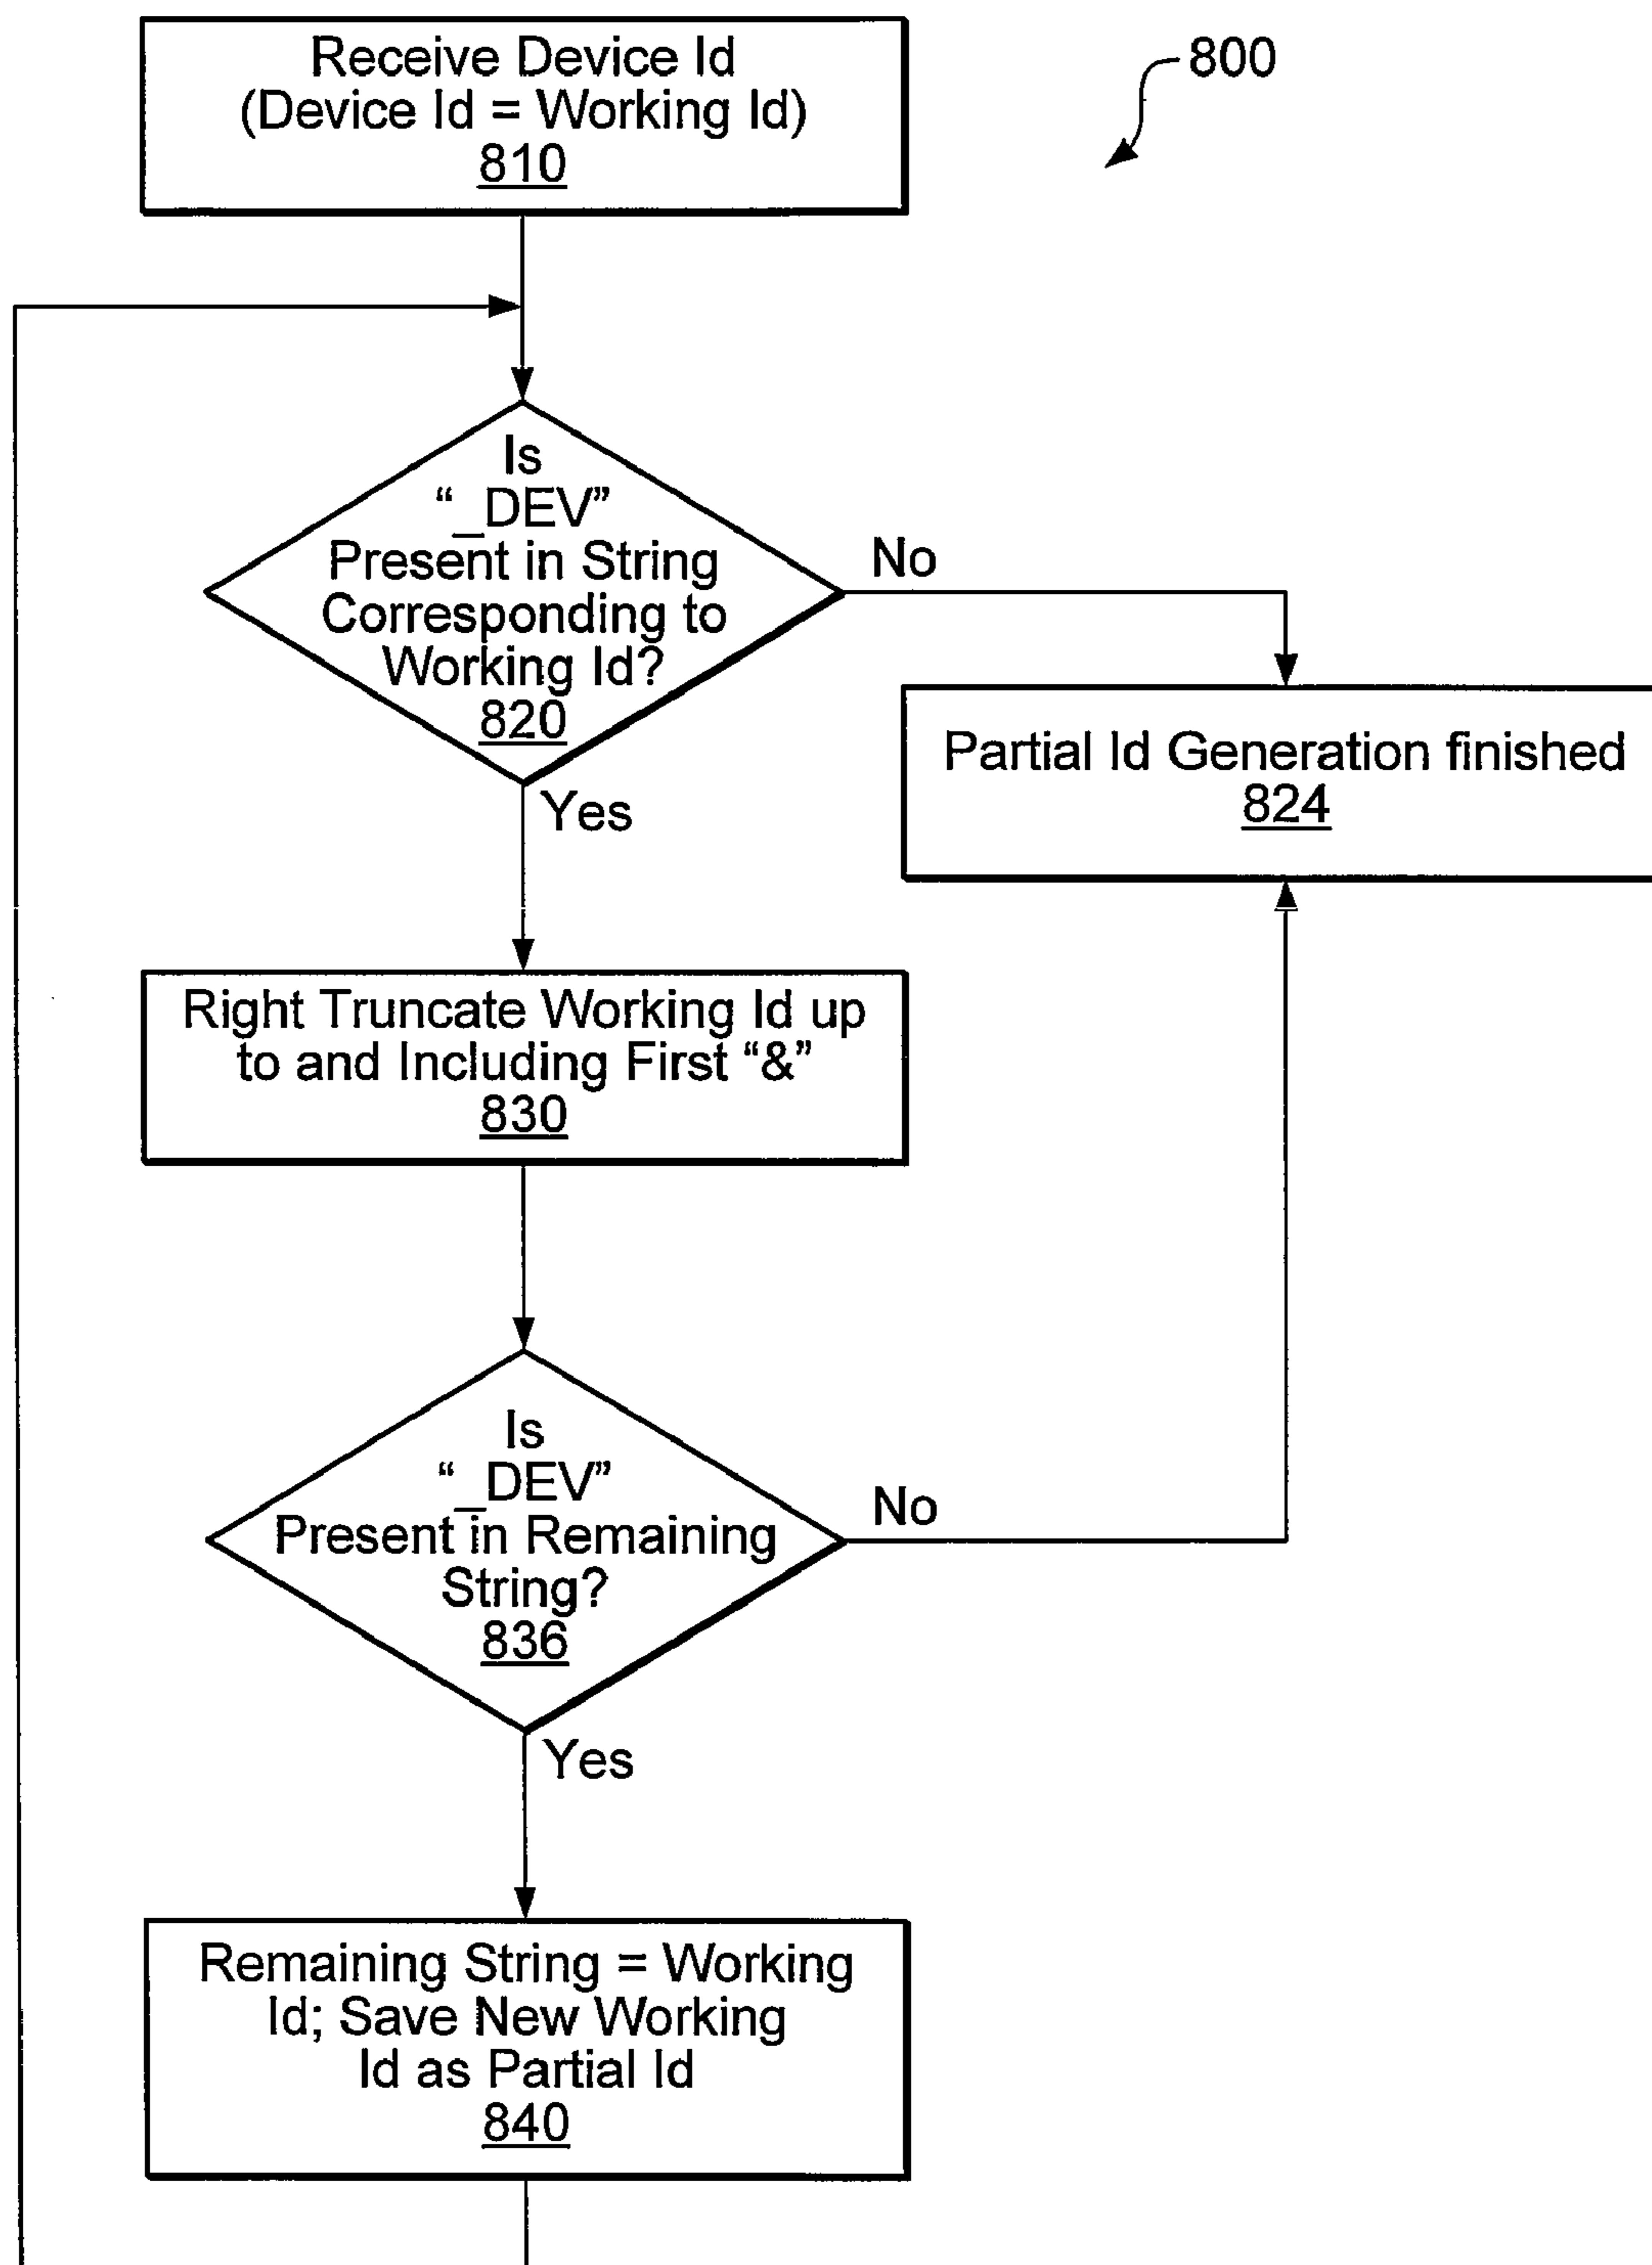 Receive Device Id
(Device Id = Working Id)
810
800
Is
“_DEV”
Present in String
Corresponding to
Working Id?
820
No
Yes
Partial Id Generation finished
824
Right Truncate Working Id up
to and Including First “&”
830
Is
“_DEV”
Present in Remaining
String?
836
No
Yes
Remaining String = Working
Id; Save New Working
Id as Partial Id
840